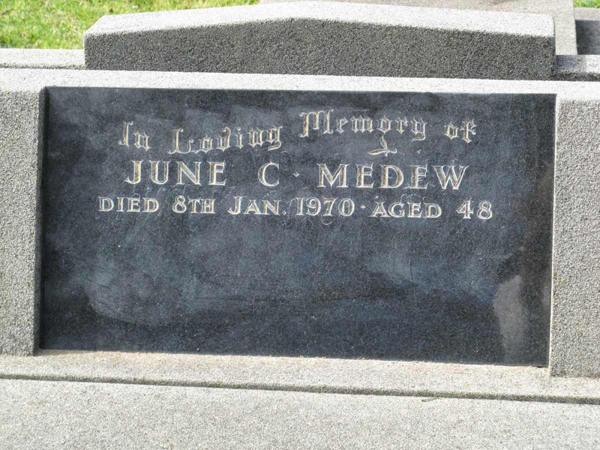 In Loving Memory of
JUNE C. MEDEW
DIED 8TH JAN. 1970. AGED 48